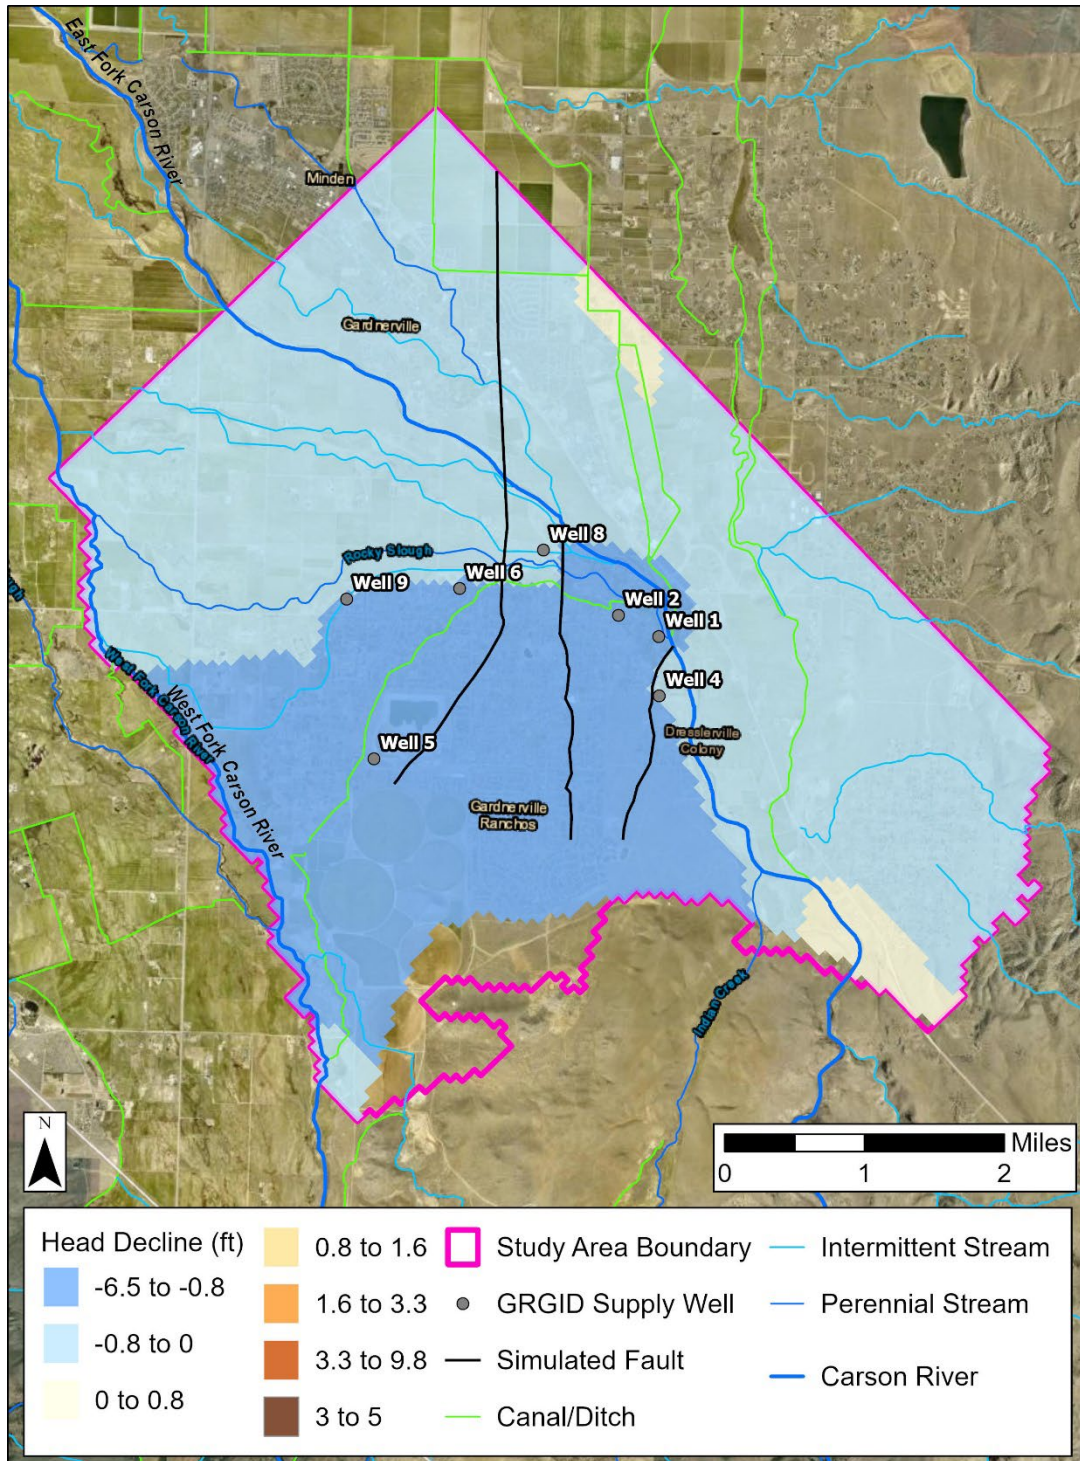 East Fork Carson River
Minden
Gardnerville
Well 8
Rocky Slough
Well 6
Well 9
Well 2
Well 1
West Fork Carson River
West Fork Carson River
Well 4
Dresslerville
Colony
Well 5
Gardnerville
Ranchos
Indian Creek
N
Miles
0 1 2
Head Decline (ft)
-6.5 to -0.8
-0.8 to 0
0 to 0.8
0.8 to 1.6
1.6 to 3.3
3.3 to 9.8
3 to 5
Study Area Boundary
GRGID Supply Well
Simulated Fault
Canal/Ditch
Intermittent Stream
Perennial Stream
Carson River